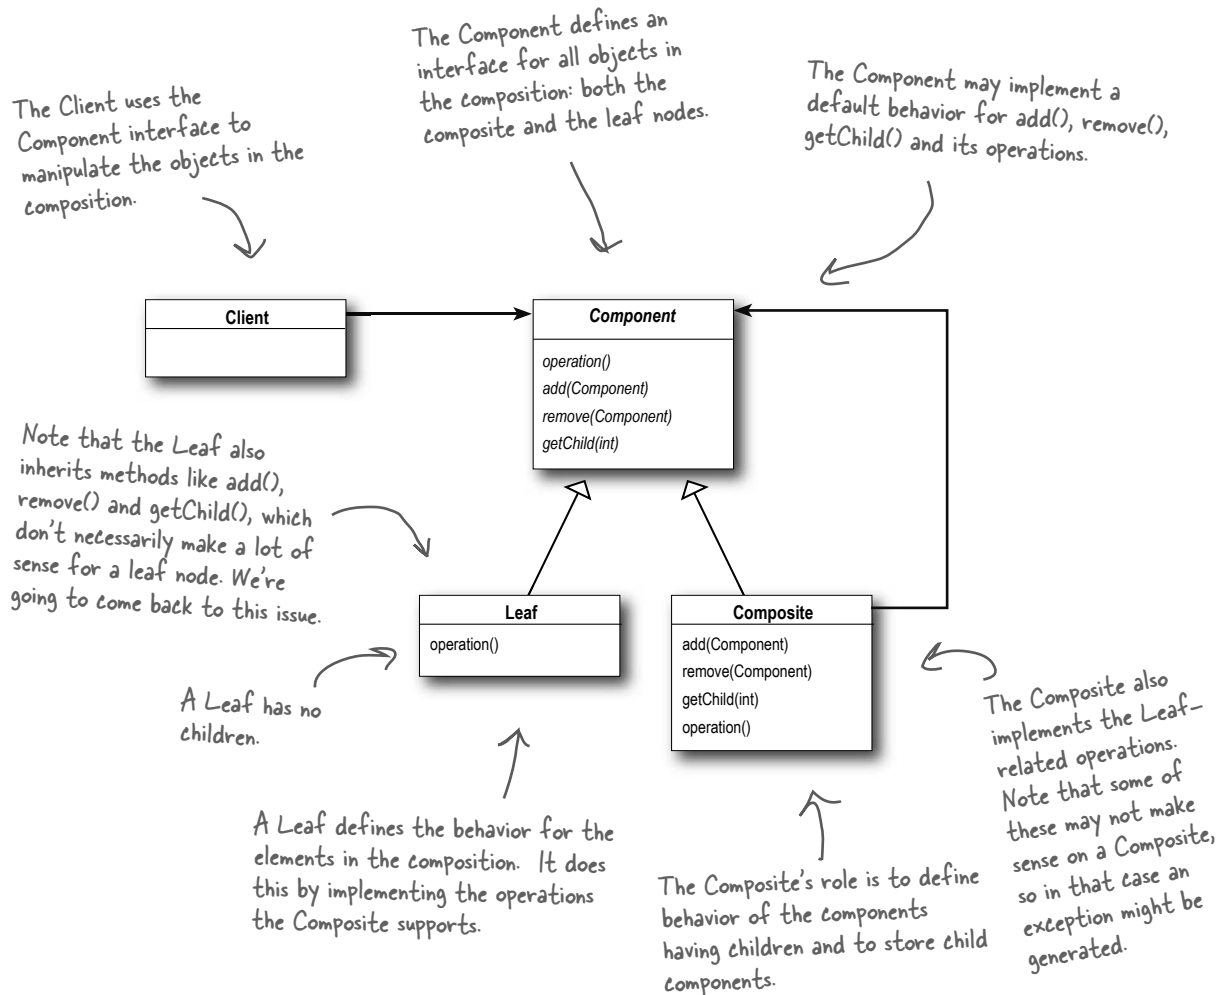 The Component defines an
interface for all objects in
the composition: both the
composite and the leaf nodes.
The Client uses the
Component interface to
manipulate the objects in the
composition.
The Component may implement a
default behavior for add(), remove(),
getChild() and its operations.
Client
Component
operation()
add(Component)
remove(Component)
getChild(int)
Note that the Leaf also
inherits methods like add(),
remove() and getChild(), which
don't necessarily make a lot of
sense for a leaf node. We're
going to come back to this issue.
Leaf
operation()
Composite
add(Component)
remove(Component)
getChild(int)
operation()
A Leaf has no
children.
The Composite also
implements the Leaf-
related operations.
Note that some of
these may not make
sense on a Composite,
so in that case an
exception might be
generated.
A Leaf defines the behavior for the
elements in the composition. It does
this by implementing the operations
the Composite supports.
The Composite's role is to define
behavior of the components
having children and to store child
components.